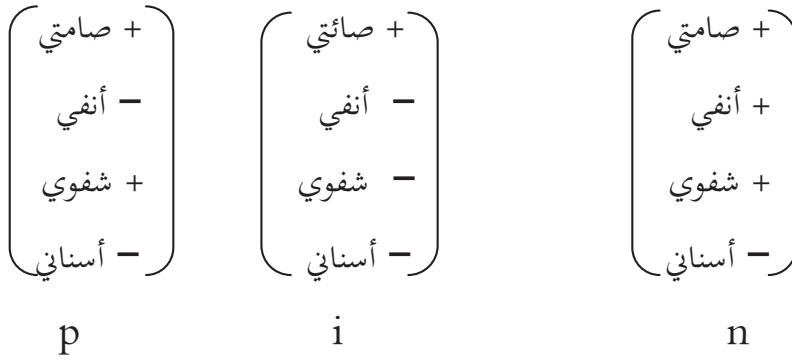 + صامتي
− أنفي
+ شفوي
− أسناني
p
+ صائتي
− أنفي
− شفوي
− أسناني
i
+ صامتي
+ أنفي
+ شفوي
− أسناني
n